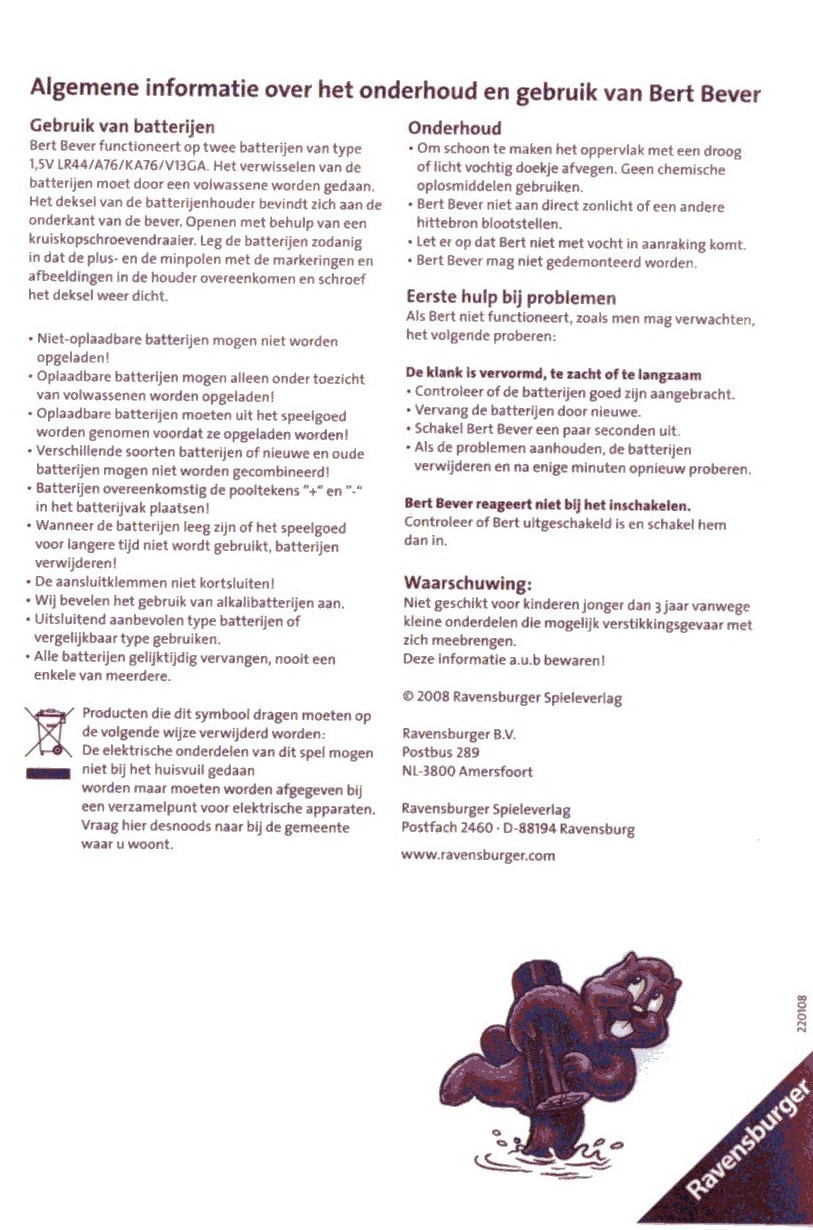 Algemene informatie over het onderhoud en gebruik van Bert Bever
Gebruik van batterijen
Bert Bever functioneert op twee batterijen van type
1,5V LR44/A76/KA76/V13GA. Het verwisselen van de
batterijen moet door een volwassene worden gedaan.
Het deksel van de batterijenhouder bevindt zich aan de
onderkant van de bever. Openen met behulp van een
kruiskopschroevendraaier. Leg de batterijen zodanig
in dat de plus- en de minpolen met de markeringen en
afbeeldingen in de houder overeenkomen en schroef
het deksel weer dicht.
• Niet-oplaadbare batterijen mogen niet worden
opgeladen!
• Oplaadbare batterijen mogen alleen onder toezicht
van volwassenen worden opgeladen!
• Oplaadbare batterijen moeten uit het speelgoed
worden genomen voordat ze opgeladen worden!
• Verschillende soorten batterijen of nieuwe en oude
batterijen mogen niet worden gecombineerd!
• Batterijen overeenkomstig de pooltekens "+" en "-"
in het batterijvak plaatsen!
• Wanneer de batterijen leeg zijn of het speelgoed
voor langere tijd niet wordt gebruikt, batterijen
verwijderen!
• De aansluitklemmen niet kortsluiten!
• Wij bevelen het gebruik van alkalibatterijen aan.
• Uitsluitend aanbevolen type batterijen of
vergelijkbaar type gebruiken.
• Alle batterijen gelijktijdig vervangen, nooit een
enkele van meerdere.
Producten die dit symbool dragen moeten op
de volgende wijze verwijderd worden:
De elektrische onderdelen van dit spel mogen
niet bij het huisvuil gedaan
worden maar moeten worden afgegeven bij
een verzamelpunt voor elektrische apparaten.
Vraag hier desnoods naar bij de gemeente
waar u woont.
Onderhoud
• Om schoon te maken het oppervlak met een droog
of licht vochtig doekje afvegen. Geen chemische
oplosmiddelen gebruiken.
• Bert Bever niet aan direct zonlicht of een andere
hittebron blootstellen.
• Let er op dat Bert niet met vocht in aanraking komt.
• Bert Bever mag niet gedemonteerd worden.
Eerste hulp bij problemen
Als Bert niet functioneert, zoals men mag verwachten,
het volgende proberen:
De klank is vervormd, te zacht of te langzaam
• Controleer of de batterijen goed zijn aangebracht.
• Vervang de batterijen door nieuwe.
• Schakel Bert Bever een paar seconden uit.
• Als de problemen aanhouden, de batterijen
verwijderen en na enige minuten opnieuw proberen.
Bert Bever reageert niet bij het inschakelen.
Controleer of Bert uitgeschakeld is en schakel hem
dan in.
Waarschuwing:
Niet geschikt voor kinderen jonger dan 3 jaar vanwege
kleine onderdelen die mogelijk verstikkingsgevaar met
zich meebrengen.
Deze informatie a.u.b bewaren!
© 2008 Ravensburger Spieleverlag
Ravensburger B.V.
Postbus 289
NL-3800 Amersfoort
Ravensburger Spieleverlag
Postfach 2460 · D-88194 Ravensburg
www.ravensburger.com
220108
Ravensburger